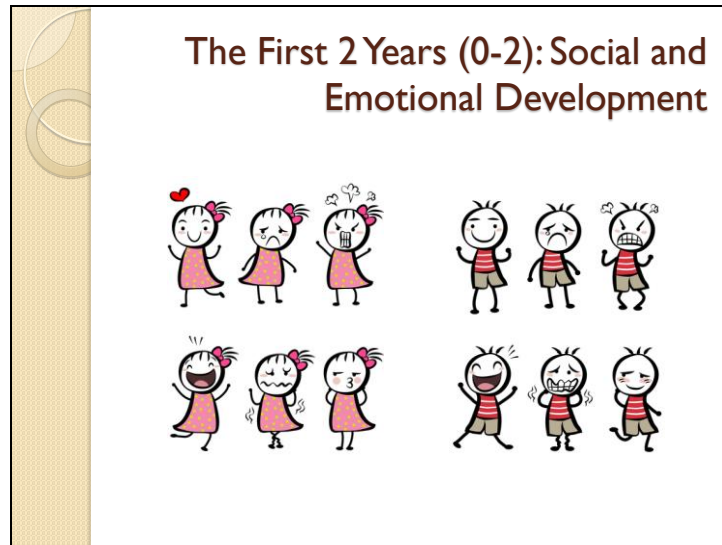 The First 2 Years (0-2): Social and
Emotional Development